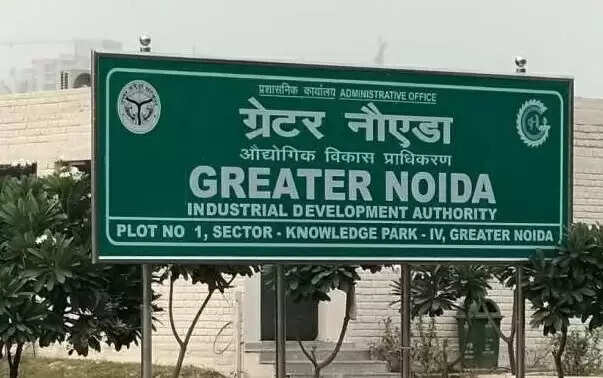 प्रशासनिक कार्यालय ADMINISTRATIVE OFFICE
ग्रेटर नौएडा
औद्योगिक विकास प्राधिकरण
GREATER NOIDA
INDUSTRIAL DEVELOPMENT AUTHORITY
PLOT NO 1, SECTOR - KNOWLEDGE PARK - IV, GREATER NOIDA